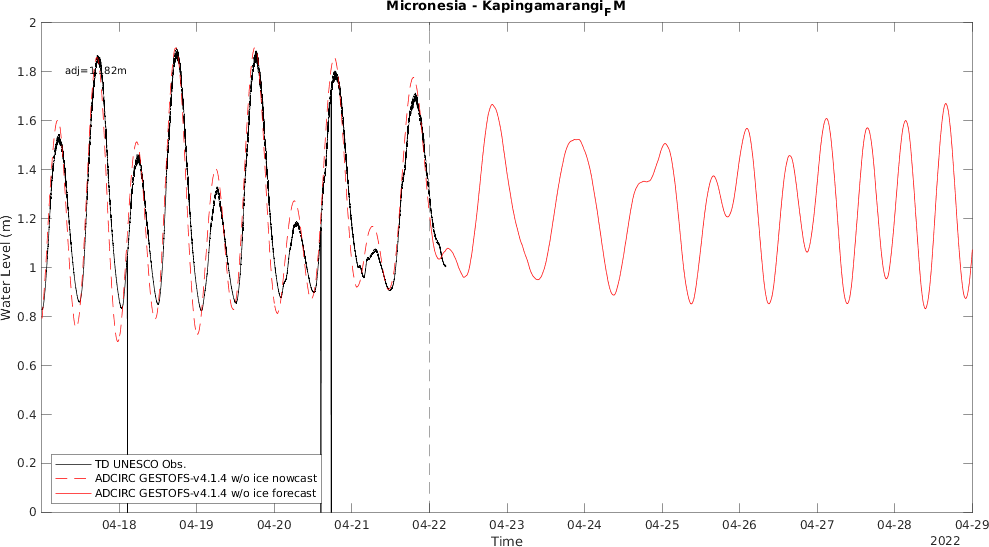 Micronesia - Kapingamarangi_FM
2
1.8
1.6
1.4
1.2
1
0.8
0.6
0.4
0.2
0
Water Level (m)
adj=1.182m
TD UNESCO Obs.
ADCIRC GESTOFS-v4.1.4 w/o ice nowcast
ADCIRC GESTOFS-v4.1.4 w/o ice forecast
04-18 04-19 04-20 04-21 04-22 04-23 04-24 04-25 04-26 04-27 04-28 04-29
Time
2022